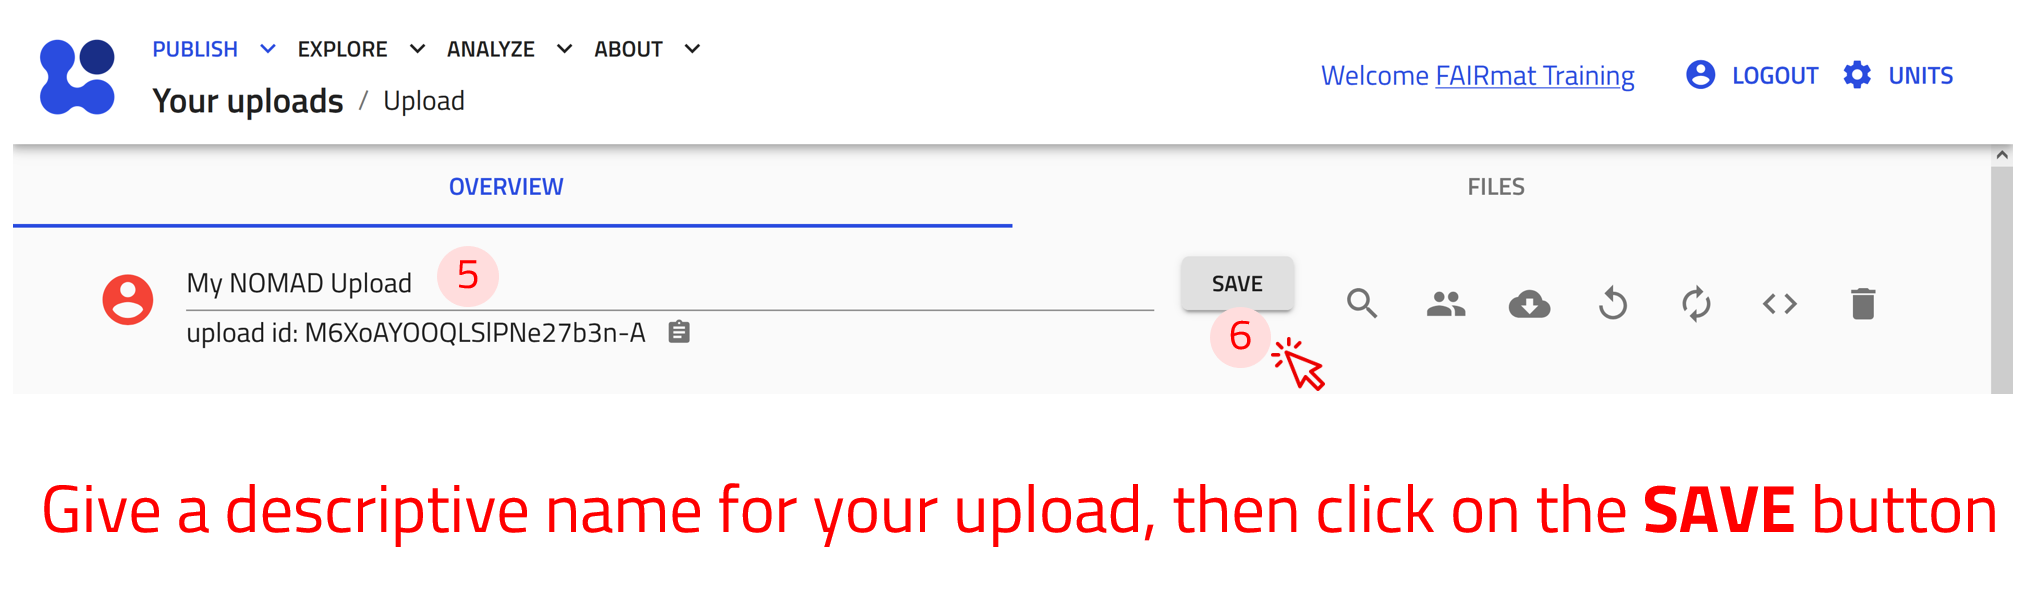 PUBLISH EXPLORE ANALYZE ABOUT
Your uploads / Upload
Welcome FAIRmat Training LOGOUT UNITS
OVERVIEW FILES
My NOMAD Upload 5 SAVE
upload id: M6XoAYOOQLSlPNe27b3n-A 6
Give a descriptive name for your upload, then click on the SAVE button